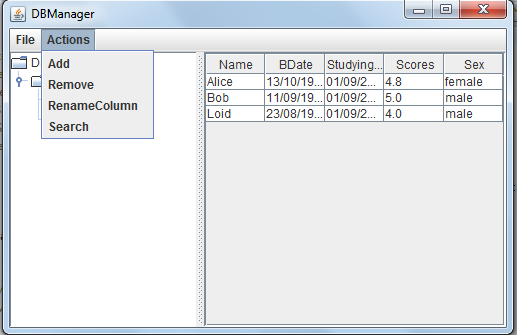 DBManager
File Actions
Add
Remove
RenameColumn
Search
D
Name BDate Studying... Scores Sex
Alice 13/10/19... 01/09/2... 4.8 female
Bob 11/09/19... 01/09/2... 5.0 male
Loid 23/08/19... 01/09/2... 4.0 male